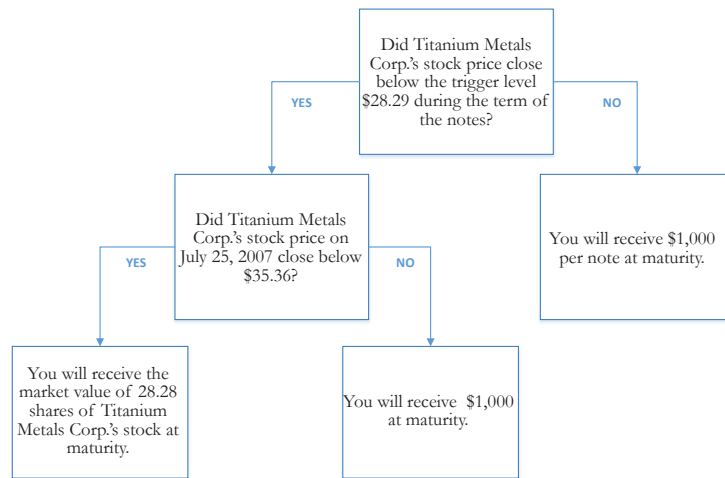 Did Titanium Metals
Corp.'s stock price close
below the trigger level
$28.29 during the term of
the notes?
YES
NO
Did Titanium Metals
Corp.'s stock price on
July 25, 2007 close below
$35.36?
You will receive $1,000
per note at maturity.
YES
NO
You will receive the
market value of 28.28
shares of Titanium
Metals Corp.'s stock at
maturity.
You will receive $1,000
at maturity.